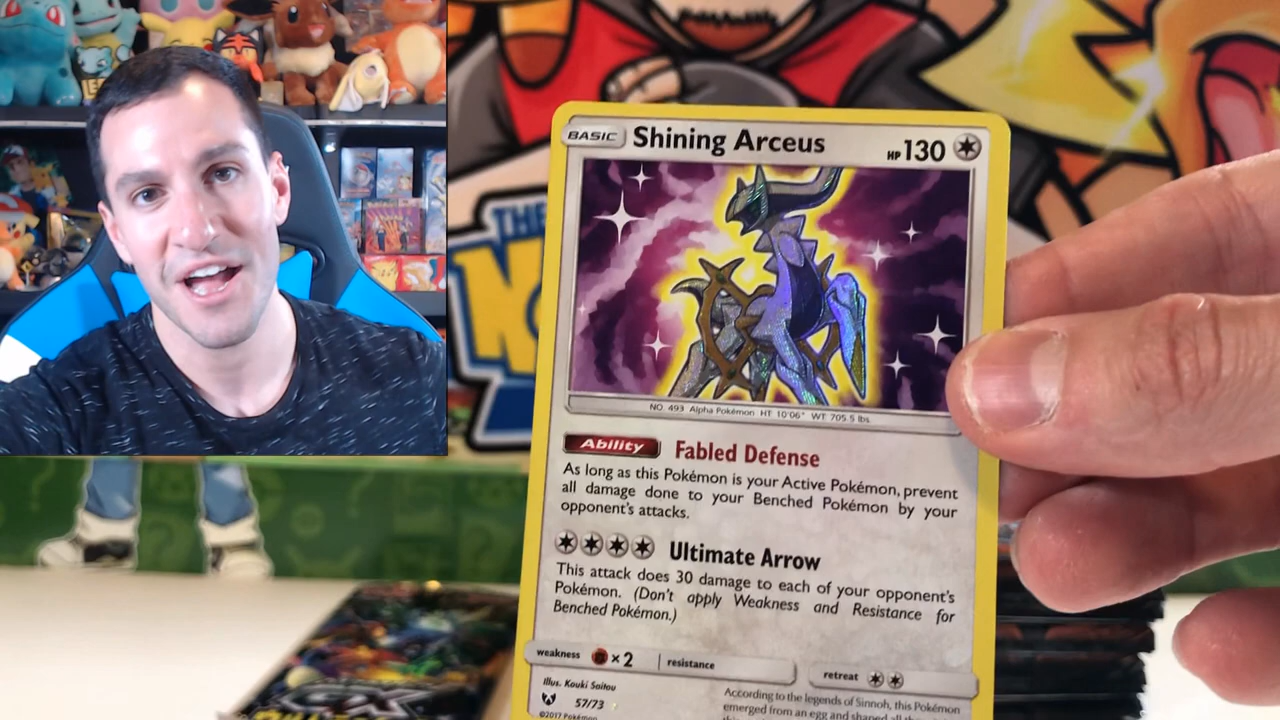 THE
N
BASIC Shining Arceus HP 130
NO. 493 Alpha Pokémon HT 10'06" WT 705.5 lbs.
Ability Fabled Defense
As long as this Pokémon is your Active Pokémon, prevent
all damage done to your Benched Pokémon by your
opponent's attacks.
Ultimate Arrow
This attack does 30 damage to each of your opponent's
Pokémon. (Don't apply Weakness and Resistance for
Benched Pokémon.)
weakness ×2 resistance
retreat
Illus. Kouki Saitou
57/73
©2017 Pokémon
According to the legends of Sinnoh, this Pokémon
emerged from an egg and shaped all
GX